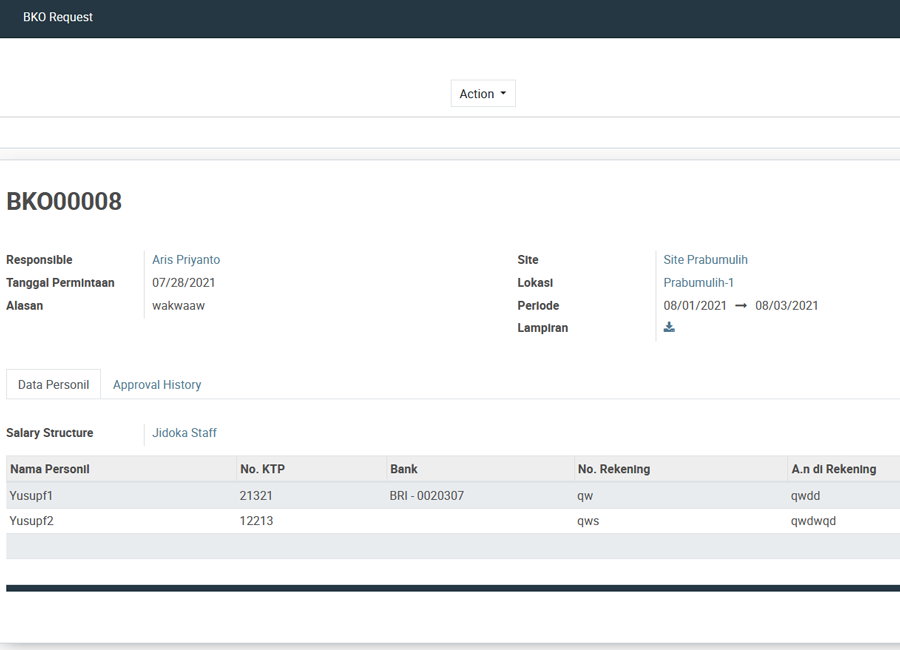 BKO Request
Action
BKO00008
Responsible Aris Priyanto
Tanggal Permintaan 07/28/2021
Alasan wakwaaw
Site Site Prabumulih
Lokasi Prabumulih-1
Periode 08/01/2021 ➞ 08/03/2021
Lampiran
Data Personil Approval History
Salary Structure Jidoka Staff
Nama Personil No. KTP Bank No. Rekening A.n di Rekening
Yusupf1 21321 BRI - 0020307 qw qwdd
Yusupf2 12213 qws qwdwqd